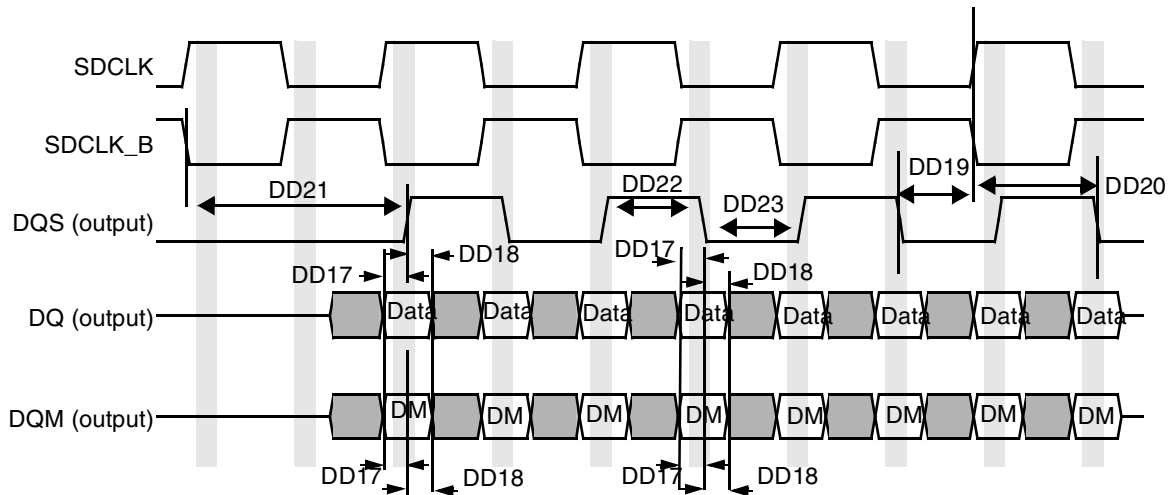 SDCLK
SDCLK_B
DD19
DD21
DD22
DD20
DD23
DQS (output)
DD18
DD17
DD17
DD18
DQ (output)
Data
Data
Data
Data
Data
Data
Data
Data
DQM (output)
DM
DM
DM
DM
DM
DM
DM
DM
DD17
DD18
DD17
DD18